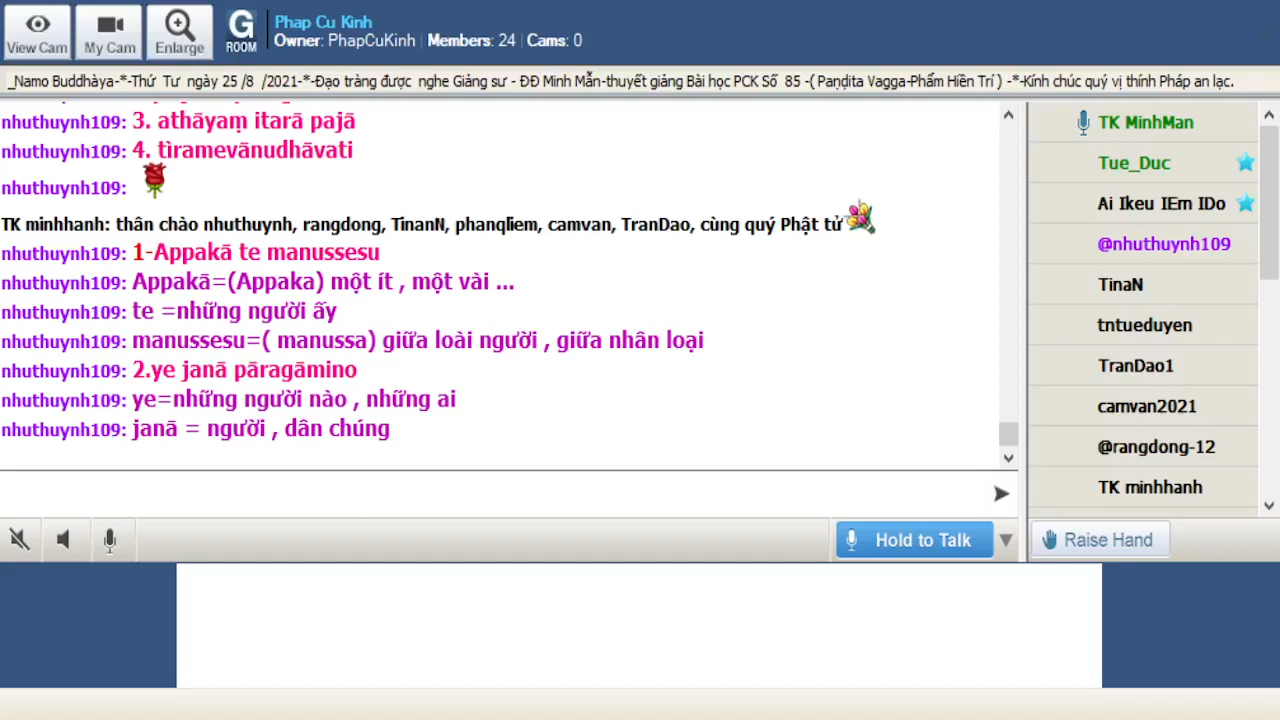 View Cam
My Cam
Enlarge
G
ROOM
Phap Cu Kinh
Owner: PhapCuKinh | Members: 24 | Cams: 0
_Namo Buddhàya-*-Thứ Tư ngày 25 /8 /2021-*-Đạo tràng được nghe Giảng sư - ĐĐ Minh Mẫn-thuyết giảng Bài học PCK Số 85 -( Paṇḍita Vagga-Phẩm Hiền Trí ) -*-Kính chúc quý vị thính Pháp an lạc.
nhuthuynh109: 3. athāyaṃ itarā pajā
nhuthuynh109: 4. tìramevānudhāvati
nhuthuynh109:
TK minhhanh: thân chào nhuthuynh, rangdong, TinanN, phanqliem, camvan, TranDao, cùng quý Phật tử
nhuthuynh109: 1-Appakā te manussesu
nhuthuynh109: Appakā=(Appaka) một ít , một vài ...
nhuthuynh109: te =những người ấy
nhuthuynh109: manussesu=( manussa) giữa loài người , giữa nhân loại
nhuthuynh109: 2.ye janā pāragāmino
nhuthuynh109: ye=những người nào , những ai
nhuthuynh109: janā = người , dân chúng
TK MinhMan
Tue_Duc
Ai Ikeu IEm IDo
@nhuthuynh109
TinaN
tntueduyen
TranDao1
camvan2021
@rangdong-12
TK minhhanh
Hold to Talk
Raise Hand